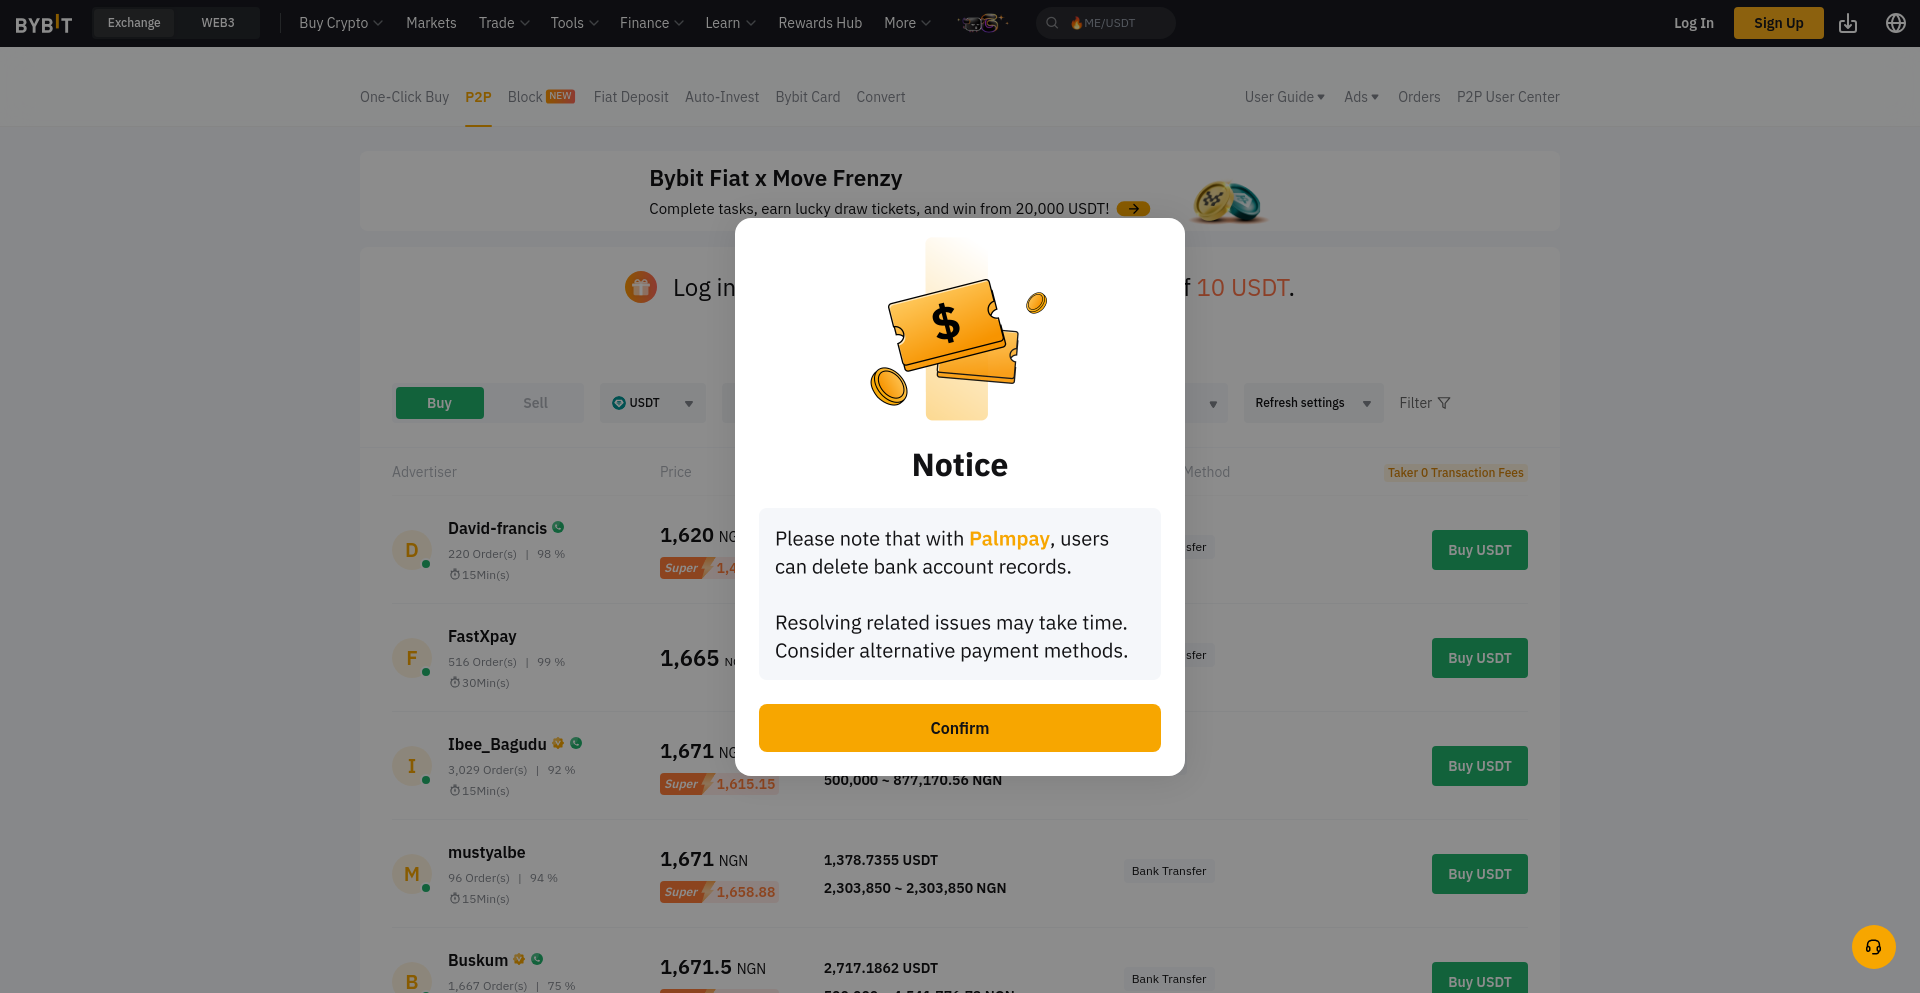 BYBIT
Exchange
WEB3
Buy Crypto
Markets
Trade
Tools
Finance
Learn
Rewards Hub
More
ME/USDT
Log In
Sign Up
One-Click Buy
P2P
Block NEW
Fiat Deposit
Auto-Invest
Bybit Card
Convert
User Guide
Ads
Orders
P2P User Center
Bybit Fiat x Move Frenzy
Complete tasks, earn lucky draw tickets, and win from 20,000 USDT!
Log in
10 USDT.
$
Notice
Please note that with Palmpay, users
can delete bank account records.
Resolving related issues may take time.
Consider alternative payment methods.
Confirm
Buy
Sell
USDT
Refresh settings
Filter
Advertiser
Price
Method
Taker 0 Transaction Fees
D
David-francis
220 Order(s) | 98 %
15Min(s)
1,620
Super
Buy USDT
F
FastXpay
516 Order(s) | 99 %
30Min(s)
1,665
Buy USDT
I
Ibee_Bagudu
3,029 Order(s) | 92 %
15Min(s)
1,671
Super 1,615.15
500,000 ~ 877,170.56 NGN
Buy USDT
M
mustyalbe
96 Order(s) | 94 %
15Min(s)
1,671 NGN
Super 1,658.88
1,378.7355 USDT
2,303,850 ~ 2,303,850 NGN
Bank Transfer
Buy USDT
B
Buskum
1,667 Order(s) | 75 %
1,671.5 NGN
2,717.1862 USDT
Bank Transfer
Buy USDT